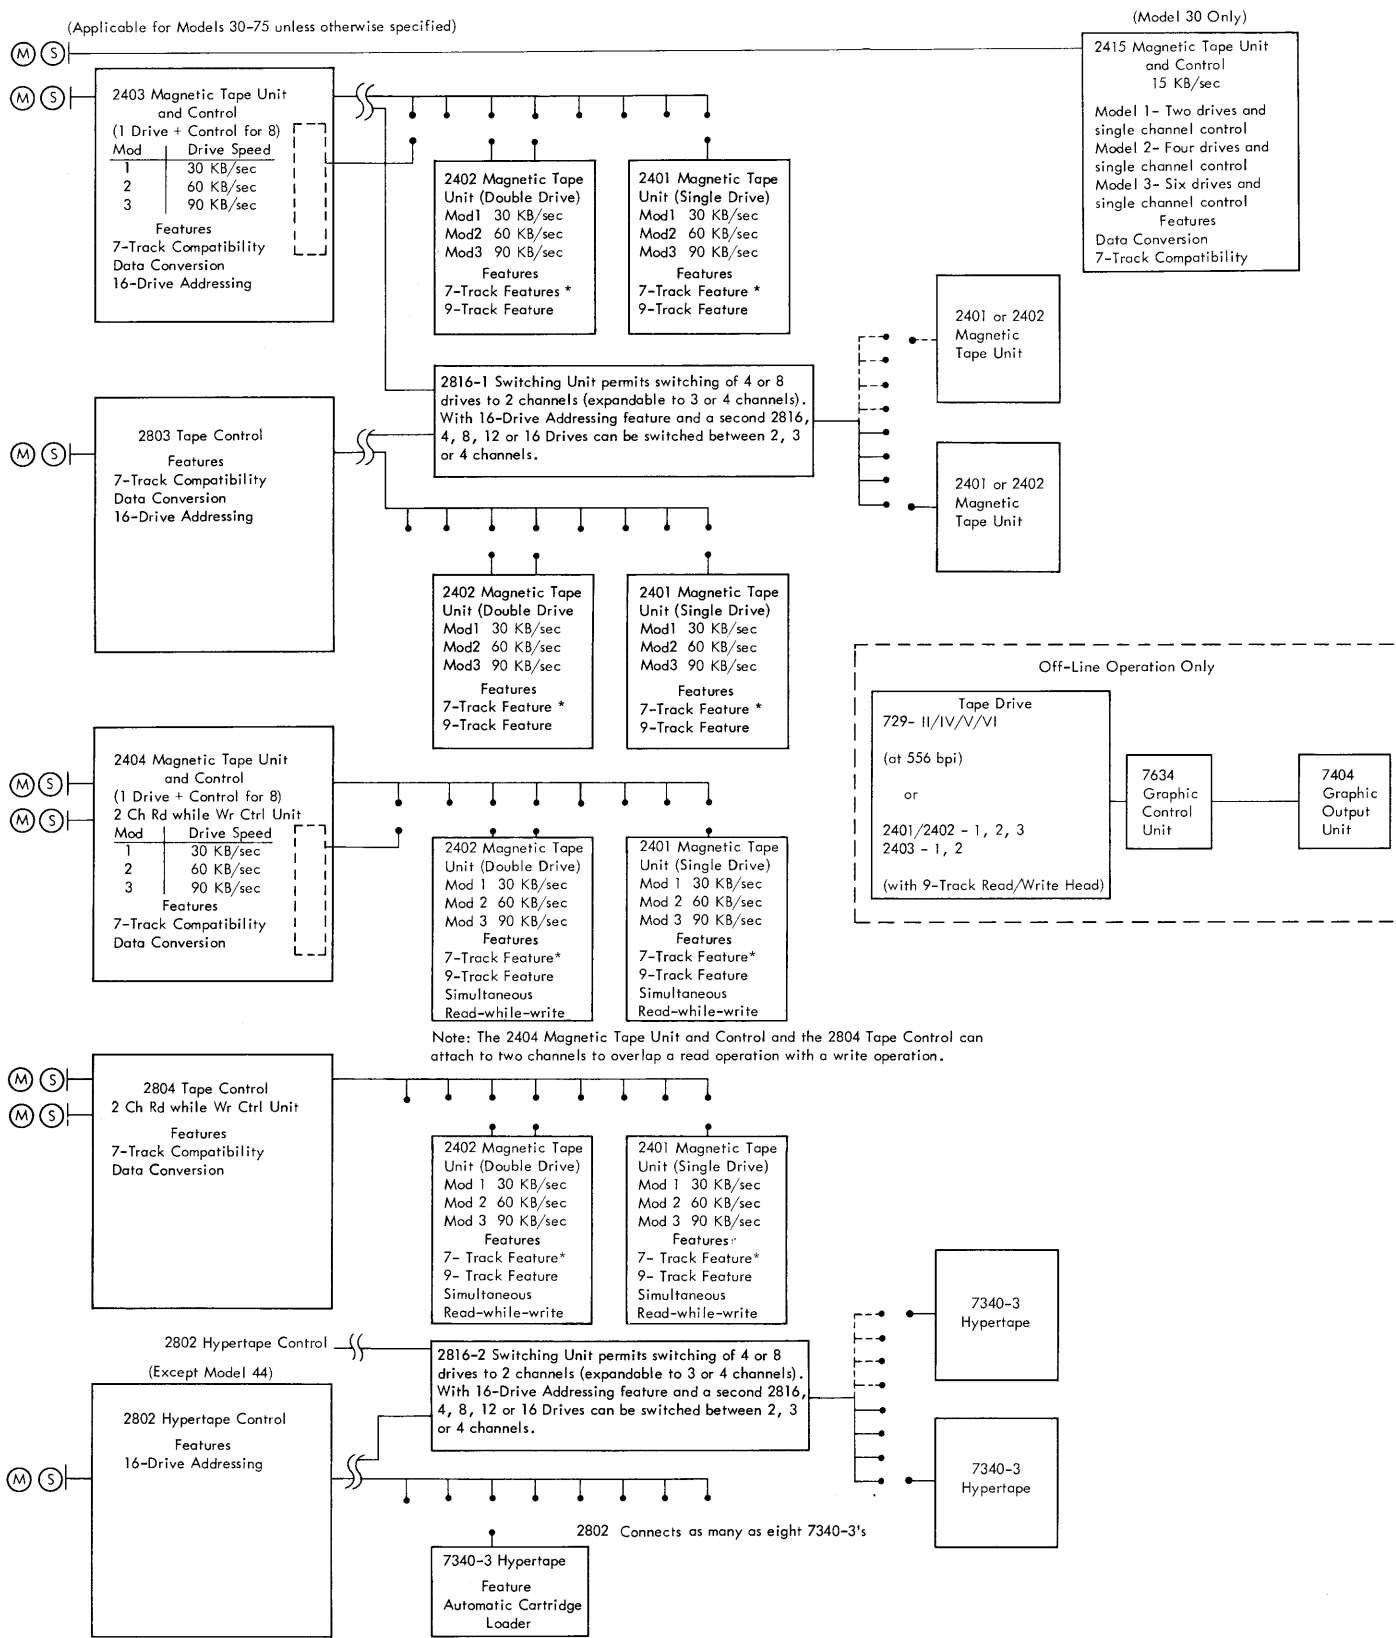 (Applicable for Models 30-75 unless otherwise specified)
(Model 30 Only)
M S
2415 Magnetic Tape Unit
and Control
15 KB/sec
Model 1- Two drives and
single channel control
Model 2- Four drives and
single channel control
Model 3- Six drives and
single channel control
Features
Data Conversion
7-Track Compatibility
M S
2403 Magnetic Tape Unit
and Control
(1 Drive + Control for 8)
Mod Drive Speed
1 30 KB/sec
2 60 KB/sec
3 90 KB/sec
Features
7-Track Compatibility
Data Conversion
16-Drive Addressing
2402 Magnetic Tape
Unit (Double Drive)
Mod1 30 KB/sec
Mod2 60 KB/sec
Mod3 90 KB/sec
Features
7-Track Features *
9-Track Feature
2401 Magnetic Tape
Unit (Single Drive)
Mod1 30 KB/sec
Mod2 60 KB/sec
Mod3 90 KB/sec
Features
7-Track Feature *
9-Track Feature
2816-1 Switching Unit permits switching of 4 or 8
drives to 2 channels (expandable to 3 or 4 channels).
With 16-Drive Addressing feature and a second 2816,
4, 8, 12 or 16 Drives can be switched between 2, 3
or 4 channels.
2401 or 2402
Magnetic
Tape Unit
2401 or 2402
Magnetic
Tape Unit
M S
2803 Tape Control
Features
7-Track Compatibility
Data Conversion
16-Drive Addressing
2402 Magnetic Tape
Unit (Double Drive
Mod1 30 KB/sec
Mod2 60 KB/sec
Mod3 90 KB/sec
Features
7-Track Feature *
9-Track Feature
2401 Magnetic Tape
Unit (Single Drive)
Mod1 30 KB/sec
Mod2 60 KB/sec
Mod3 90 KB/sec
Features
7-Track Feature *
9-Track Feature
Off-Line Operation Only
Tape Drive
729- II/IV/V/VI
(at 556 bpi)
or
2401/2402 - 1, 2, 3
2403 - 1, 2
(with 9-Track Read/Write Head)
7634
Graphic
Control
Unit
7404
Graphic
Output
Unit
M S
M S
2404 Magnetic Tape Unit
and Control
(1 Drive + Control for 8)
2 Ch Rd while Wr Ctrl Unit
Mod Drive Speed
1 30 KB/sec
2 60 KB/sec
3 90 KB/sec
Features
7-Track Compatibility
Data Conversion
2402 Magnetic Tape
Unit (Double Drive)
Mod 1 30 KB/sec
Mod 2 60 KB/sec
Mod 3 90 KB/sec
Features
7-Track Feature*
9-Track Feature
Simultaneous
Read-while-write
2401 Magnetic Tape
Unit (Single Drive)
Mod 1 30 KB/sec
Mod 2 60 KB/sec
Mod 3 90 KB/sec
Features
7-Track Feature*
9-Track Feature
Simultaneous
Read-while-write
Note: The 2404 Magnetic Tape Unit and Control and the 2804 Tape Control can
attach to two channels to overlap a read operation with a write operation.
M S
M S
2804 Tape Control
2 Ch Rd while Wr Ctrl Unit
Features
7-Track Compatibility
Data Conversion
2402 Magnetic Tape
Unit (Double Drive)
Mod 1 30 KB/sec
Mod 2 60 KB/sec
Mod 3 90 KB/sec
Features
7- Track Feature*
9- Track Feature
Simultaneous
Read-while-write
2401 Magnetic Tape
Unit (Single Drive)
Mod 1 30 KB/sec
Mod 2 60 KB/sec
Mod 3 90 KB/sec
Features
7- Track Feature*
9- Track Feature
Simultaneous
Read-while-write
2802 Hypertape Control
(Except Model 44)
2816-2 Switching Unit permits switching of 4 or 8
drives to 2 channels (expandable to 3 or 4 channels).
With 16-Drive Addressing feature and a second 2816,
4, 8, 12 or 16 Drives can be switched between 2, 3
or 4 channels.
7340-3
Hypertape
7340-3
Hypertape
M S
2802 Hypertape Control
Features
16-Drive Addressing
2802 Connects as many as eight 7340-3's
7340-3 Hypertape
Feature
Automatic Cartridge
Loader